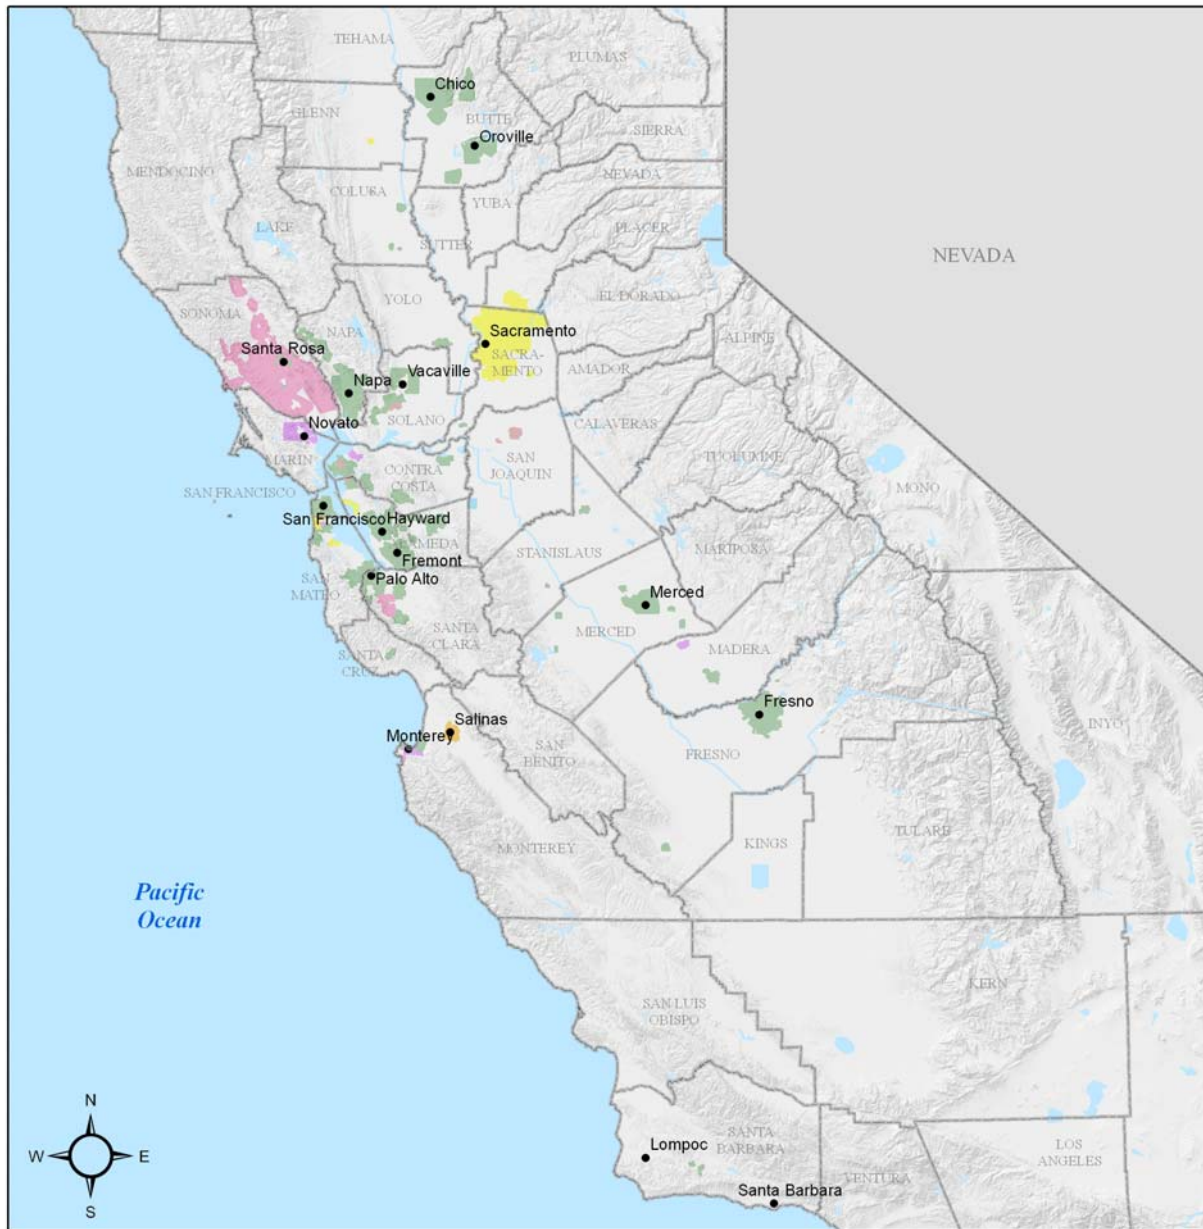 TEHAMA
PLUMAS
Chico
GLENN
BUTTE
Oroville
SIERRA
MENDOCINO
NEVADA
COLUSA
YUBA
LAKE
SUTTER
PLACER
NEVADA
YOLO
EL DORADO
SONOMA
NAPA
Sacramento
ALPINE
Santa Rosa
SACRA-
MENTO
AMADOR
Napa
Vacaville
SOLANO
Novato
CALAVERAS
MARIN
SAN
JOAQUIN
TUOLUMNE
CONTRA
COSTA
MONO
SAN FRANCISCO
San Francisco
Hayward
ALAMEDA
STANISLAUS
MARIPOSA
Fremont
SAN
MATEO
Palo Alto
Merced
SANTA
CLARA
MERCED
MADERA
SANTA
CRUZ
Fresno
Salinas
Monterey
INYO
SAN
BENITO
FRESNO
TULARE
MONTEREY
KINGS
Pacific
Ocean
KERN
SAN LUIS
OBISPO
N
W
E
S
Lompoc
SANTA
BARBARA
LOS
ANGELES
VENTURA
Santa Barbara